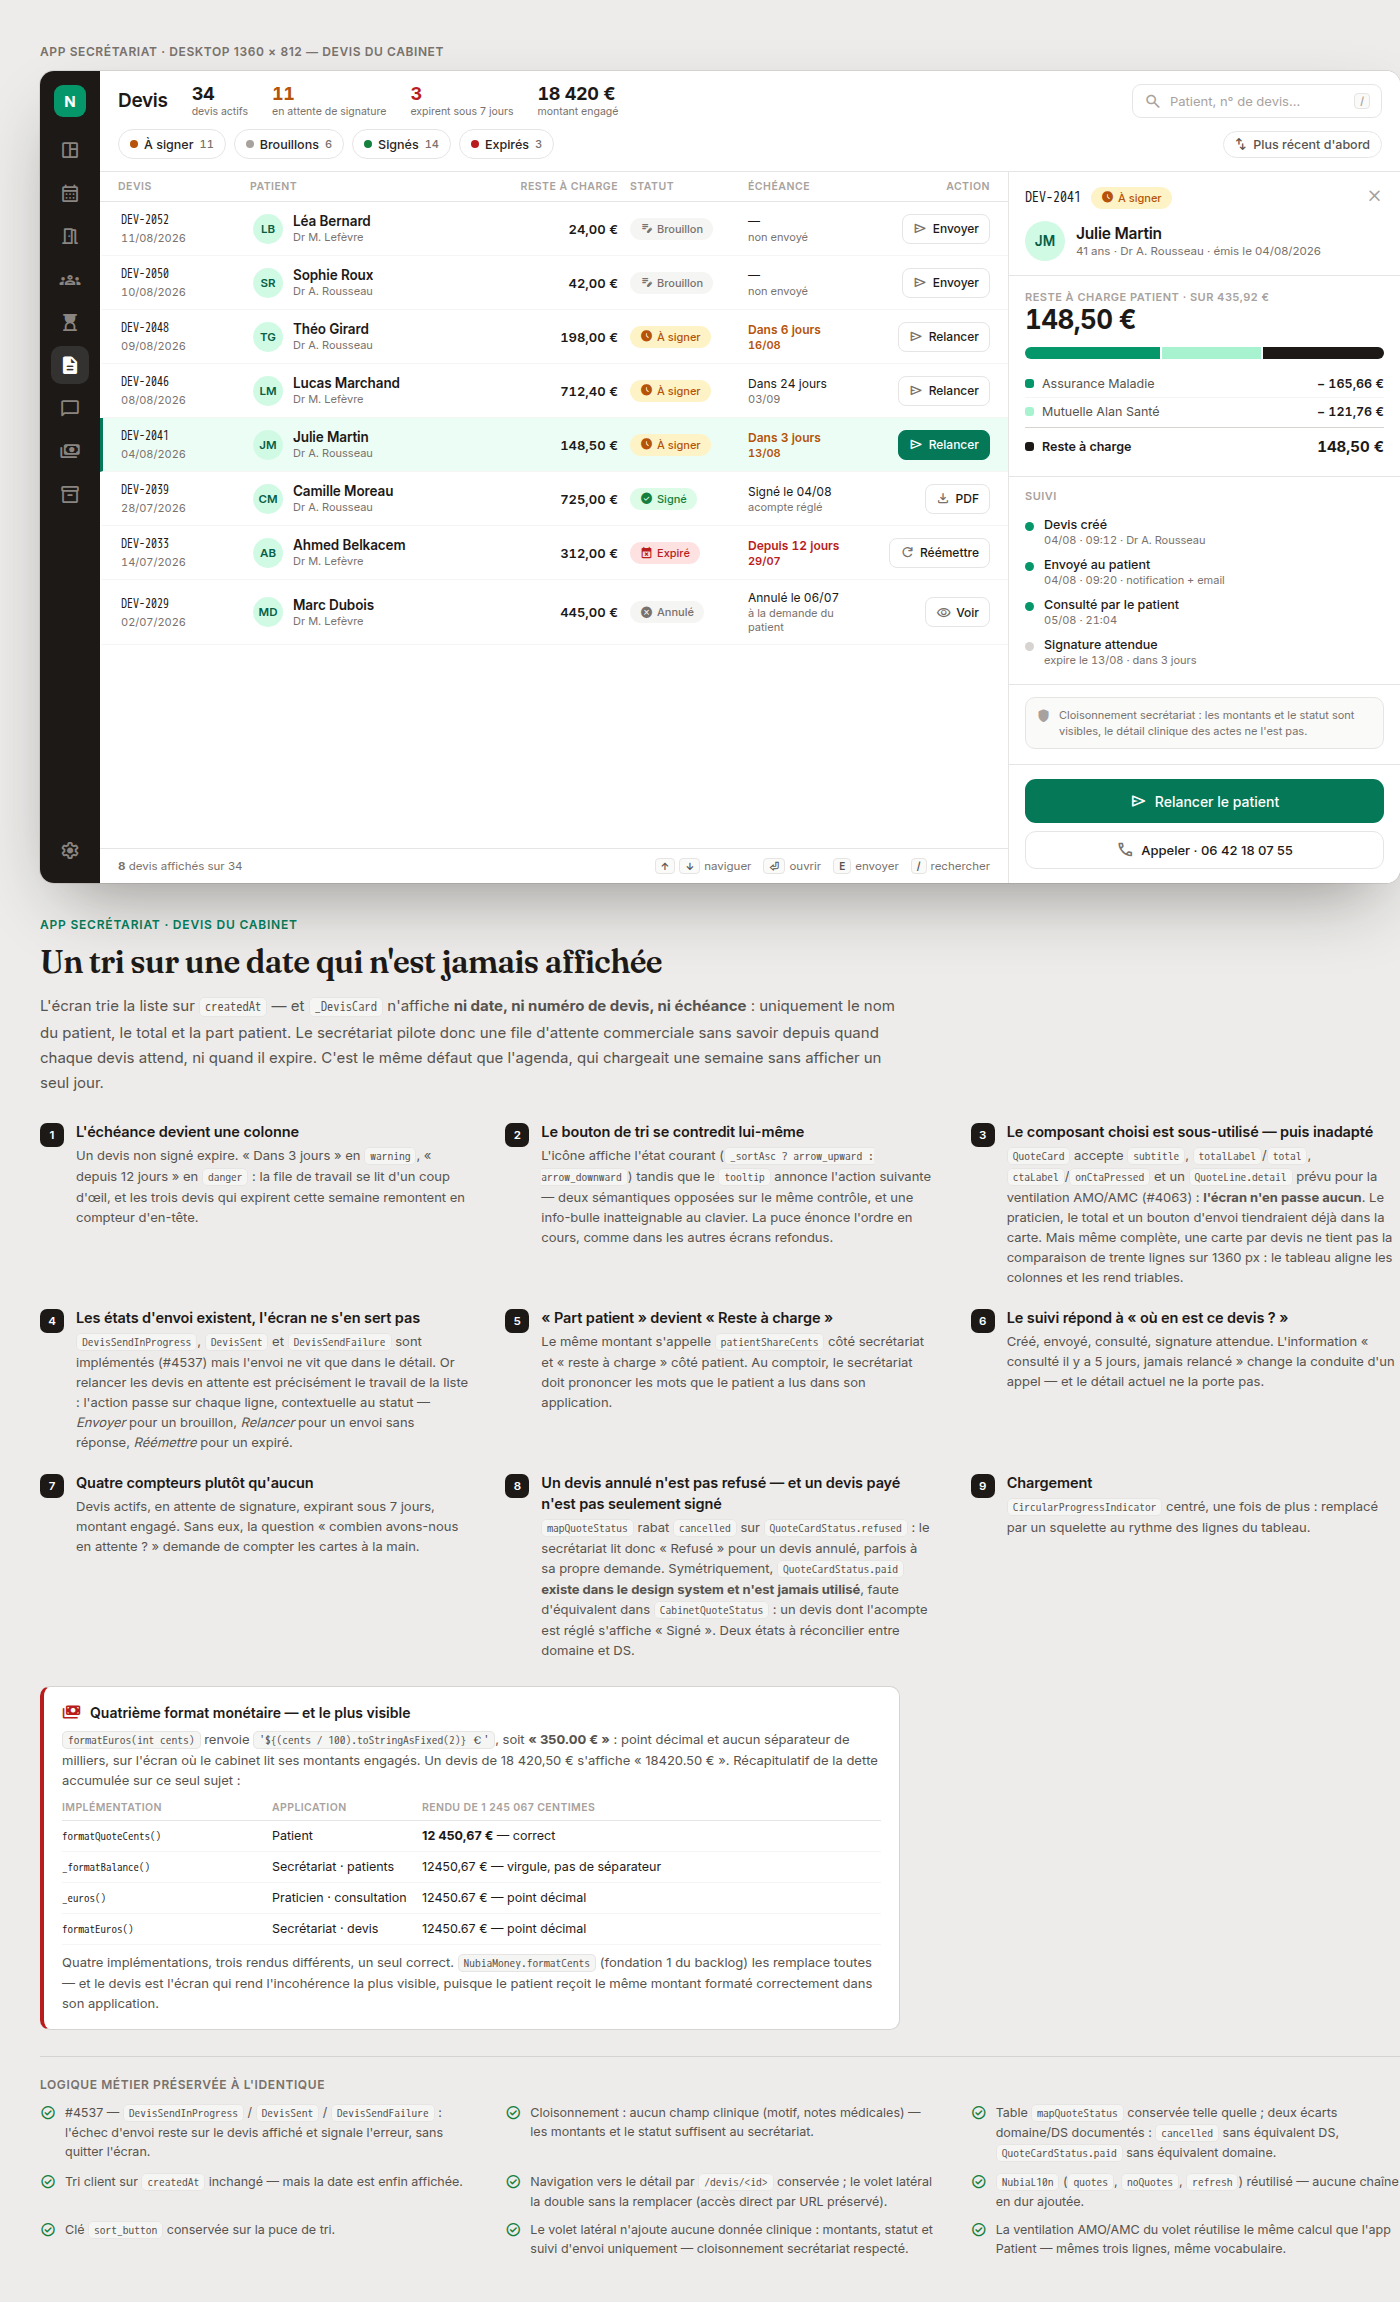 APP SECRÉTARIAT · DESKTOP 1360 × 812 — DEVIS DU CABINET
N
Devis
34
devis actifs
11
en attente de signature
3
expirent sous 7 jours
18 420 €
montant engagé
Patient, n° de devis...
/
À signer 11
Brouillons 6
Signés 14
Expirés 3
Plus récent d'abord
DEVIS PATIENT RESTE À CHARGE STATUT ÉCHÉANCE ACTION
DEV-2052
11/08/2026
LB
Léa Bernard
Dr M. Lefèvre
24,00 €
Brouillon
—
non envoyé
Envoyer
DEV-2050
10/08/2026
SR
Sophie Roux
Dr A. Rousseau
42,00 €
Brouillon
—
non envoyé
Envoyer
DEV-2048
09/08/2026
TG
Théo Girard
Dr A. Rousseau
198,00 €
À signer
Dans 6 jours
16/08
Relancer
DEV-2046
08/08/2026
LM
Lucas Marchand
Dr M. Lefèvre
712,40 €
À signer
Dans 24 jours
03/09
Relancer
DEV-2041
04/08/2026
JM
Julie Martin
Dr A. Rousseau
148,50 €
À signer
Dans 3 jours
13/08
Relancer
DEV-2039
28/07/2026
CM
Camille Moreau
Dr A. Rousseau
725,00 €
Signé
Signé le 04/08
acompte réglé
PDF
DEV-2033
14/07/2026
AB
Ahmed Belkacem
Dr M. Lefèvre
312,00 €
Expiré
Depuis 12 jours
29/07
Réémettre
DEV-2029
02/07/2026
MD
Marc Dubois
Dr M. Lefèvre
445,00 €
Annulé
Annulé le 06/07
à la demande du
patient
Voir
8 devis affichés sur 34
↑ ↓ naviguer ⏎ ouvrir E envoyer / rechercher
DEV-2041 À signer
JM
Julie Martin
41 ans · Dr A. Rousseau · émis le 04/08/2026
RESTE À CHARGE PATIENT · SUR 435,92 €
148,50 €
Assurance Maladie – 165,66 €
Mutuelle Alan Santé – 121,76 €
Reste à charge 148,50 €
SUIVI
Devis créé
04/08 · 09:12 · Dr A. Rousseau
Envoyé au patient
04/08 · 09:20 · notification + email
Consulté par le patient
05/08 · 21:04
Signature attendue
expire le 13/08 · dans 3 jours
Cloisonnement secrétariat : les montants et le statut sont
visibles, le détail clinique des actes ne l'est pas.
Relancer le patient
Appeler · 06 42 18 07 55
APP SECRÉTARIAT · DEVIS DU CABINET
Un tri sur une date qui n'est jamais affichée
L'écran trie la liste sur createdAt — et _DevisCard n'affiche ni date, ni numéro de devis, ni échéance : uniquement le nom
du patient, le total et la part patient. Le secrétariat pilote donc une file d'attente commerciale sans savoir depuis quand
chaque devis attend, ni quand il expire. C'est le même défaut que l'agenda, qui chargeait une semaine sans afficher un
seul jour.
1
L'échéance devient une colonne
Un devis non signé expire. « Dans 3 jours » en warning, «
depuis 12 jours » en danger : la file de travail se lit d'un coup
d'œil, et les trois devis qui expirent cette semaine remontent en
compteur d'en-tête.
2
Le bouton de tri se contredit lui-même
L'icône affiche l'état courant ( _sortAsc ? arrow_upward :
arrow_downward) tandis que le tooltip annonce l'action suivante
— deux sémantiques opposées sur le même contrôle, et une
info-bulle inatteignable au clavier. La puce énonce l'ordre en
cours, comme dans les autres écrans refondus.
3
Le composant choisi est sous-utilisé — puis inadapté
QuoteCard accepte subtitle, totalLabel/total,
ctaLabel/onCtaPressed et un QuoteLine.detail prévu pour la
ventilation AMO/AMC (#4063) : l'écran n'en passe aucun. Le
praticien, le total et un bouton d'envoi tiendraient déjà dans la
carte. Mais même complète, une carte par devis ne tient pas la
comparaison de trente lignes sur 1360 px : le tableau aligne les
colonnes et les rend triables.
4
Les états d'envoi existent, l'écran ne s'en sert pas
DevisSendInProgress, DevisSent et DevisSendFailure sont
implémentés (#4537) mais l'envoi ne vit que dans le détail. Or
relancer les devis en attente est précisément le travail de la liste
: l'action passe sur chaque ligne, contextuelle au statut —
Envoyer pour un brouillon, Relancer pour un envoi sans
réponse, Réémettre pour un expiré.
5
« Part patient » devient « Reste à charge »
Le même montant s'appelle patientShareCents côté secrétariat
et « reste à charge » côté patient. Au comptoir, le secrétariat
doit prononcer les mots que le patient a lus dans son
application.
6
Le suivi répond à « où en est ce devis ? »
Créé, envoyé, consulté, signature attendue. L'information «
consulté il y a 5 jours, jamais relancé » change la conduite d'un
appel — et le détail actuel ne la porte pas.
7
Quatre compteurs plutôt qu'aucun
Devis actifs, en attente de signature, expirant sous 7 jours,
montant engagé. Sans eux, la question « combien avons-nous
en attente ? » demande de compter les cartes à la main.
8
Un devis annulé n'est pas refusé — et un devis payé
n'est pas seulement signé
mapQuoteStatus rabat cancelled sur QuoteCardStatus.refused : le
secrétariat lit donc « Refusé » pour un devis annulé, parfois à
sa propre demande. Symétriquement, QuoteCardStatus.paid
existe dans le design system et n'est jamais utilisé, faute
d'équivalent dans CabinetQuoteStatus : un devis dont l'acompte
est réglé s'affiche « Signé ». Deux états à réconcilier entre
domaine et DS.
9
Chargement
CircularProgressIndicator centré, une fois de plus : remplacé
par un squelette au rythme des lignes du tableau.
Quatrième format monétaire — et le plus visible
formatEuros(int cents) renvoie '${(cents / 100).toStringAsFixed(2)} €', soit « 350.00 € » : point décimal et aucun séparateur de
milliers, sur l'écran où le cabinet lit ses montants engagés. Un devis de 18 420,50 € s'affiche « 18420.50 € ». Récapitulatif de la dette
accumulée sur ce seul sujet :
IMPLÉMENTATION APPLICATION RENDU DE 1 245 067 CENTIMES
formatQuoteCents() Patient 12 450,67 € — correct
_formatBalance() Secrétariat · patients 12450,67 € — virgule, pas de séparateur
_euros() Praticien · consultation 12450.67 € — point décimal
formatEuros() Secrétariat · devis 12450.67 € — point décimal
Quatre implémentations, trois rendus différents, un seul correct. NubiaMoney.formatCents (fondation 1 du backlog) les remplace toutes
— et le devis est l'écran qui rend l'incohérence la plus visible, puisque le patient reçoit le même montant formaté correctement dans
son application.
LOGIQUE MÉTIER PRÉSERVÉE À L'IDENTIQUE
#4537 — DevisSendInProgress / DevisSent / DevisSendFailure :
l'échec d'envoi reste sur le devis affiché et signale l'erreur, sans
quitter l'écran.
Cloisonnement : aucun champ clinique (motif, notes médicales) —
les montants et le statut suffisent au secrétariat.
Table mapQuoteStatus conservée telle quelle ; deux écarts
domaine/DS documentés : cancelled sans équivalent DS,
QuoteCardStatus.paid sans équivalent domaine.
Tri client sur createdAt inchangé — mais la date est enfin affichée.
Navigation vers le détail par /devis/<id> conservée ; le volet latéral
la double sans la remplacer (accès direct par URL préservé).
NubiaL10n (quotes, noQuotes, refresh) réutilisé — aucune chaîne
en dur ajoutée.
Clé sort_button conservée sur la puce de tri.
Le volet latéral n'ajoute aucune donnée clinique : montants, statut et
suivi d'envoi uniquement — cloisonnement secrétariat respecté.
La ventilation AMO/AMC du volet réutilise le même calcul que l'app
Patient — mêmes trois lignes, même vocabulaire.